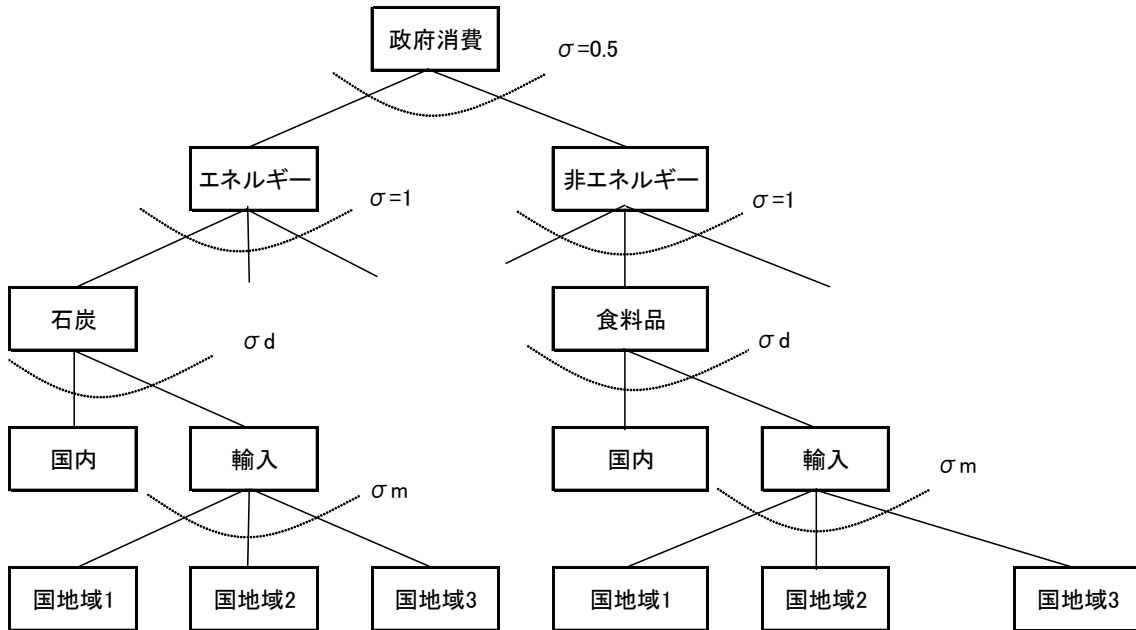 政府消費
σ=0.5
エネルギー
σ=1
非エネルギー
σ=1
石炭
σd
食料品
σd
国内
輸入
σm
国内
輸入
σm
国地域1
国地域2
国地域3
国地域1
国地域2
国地域3